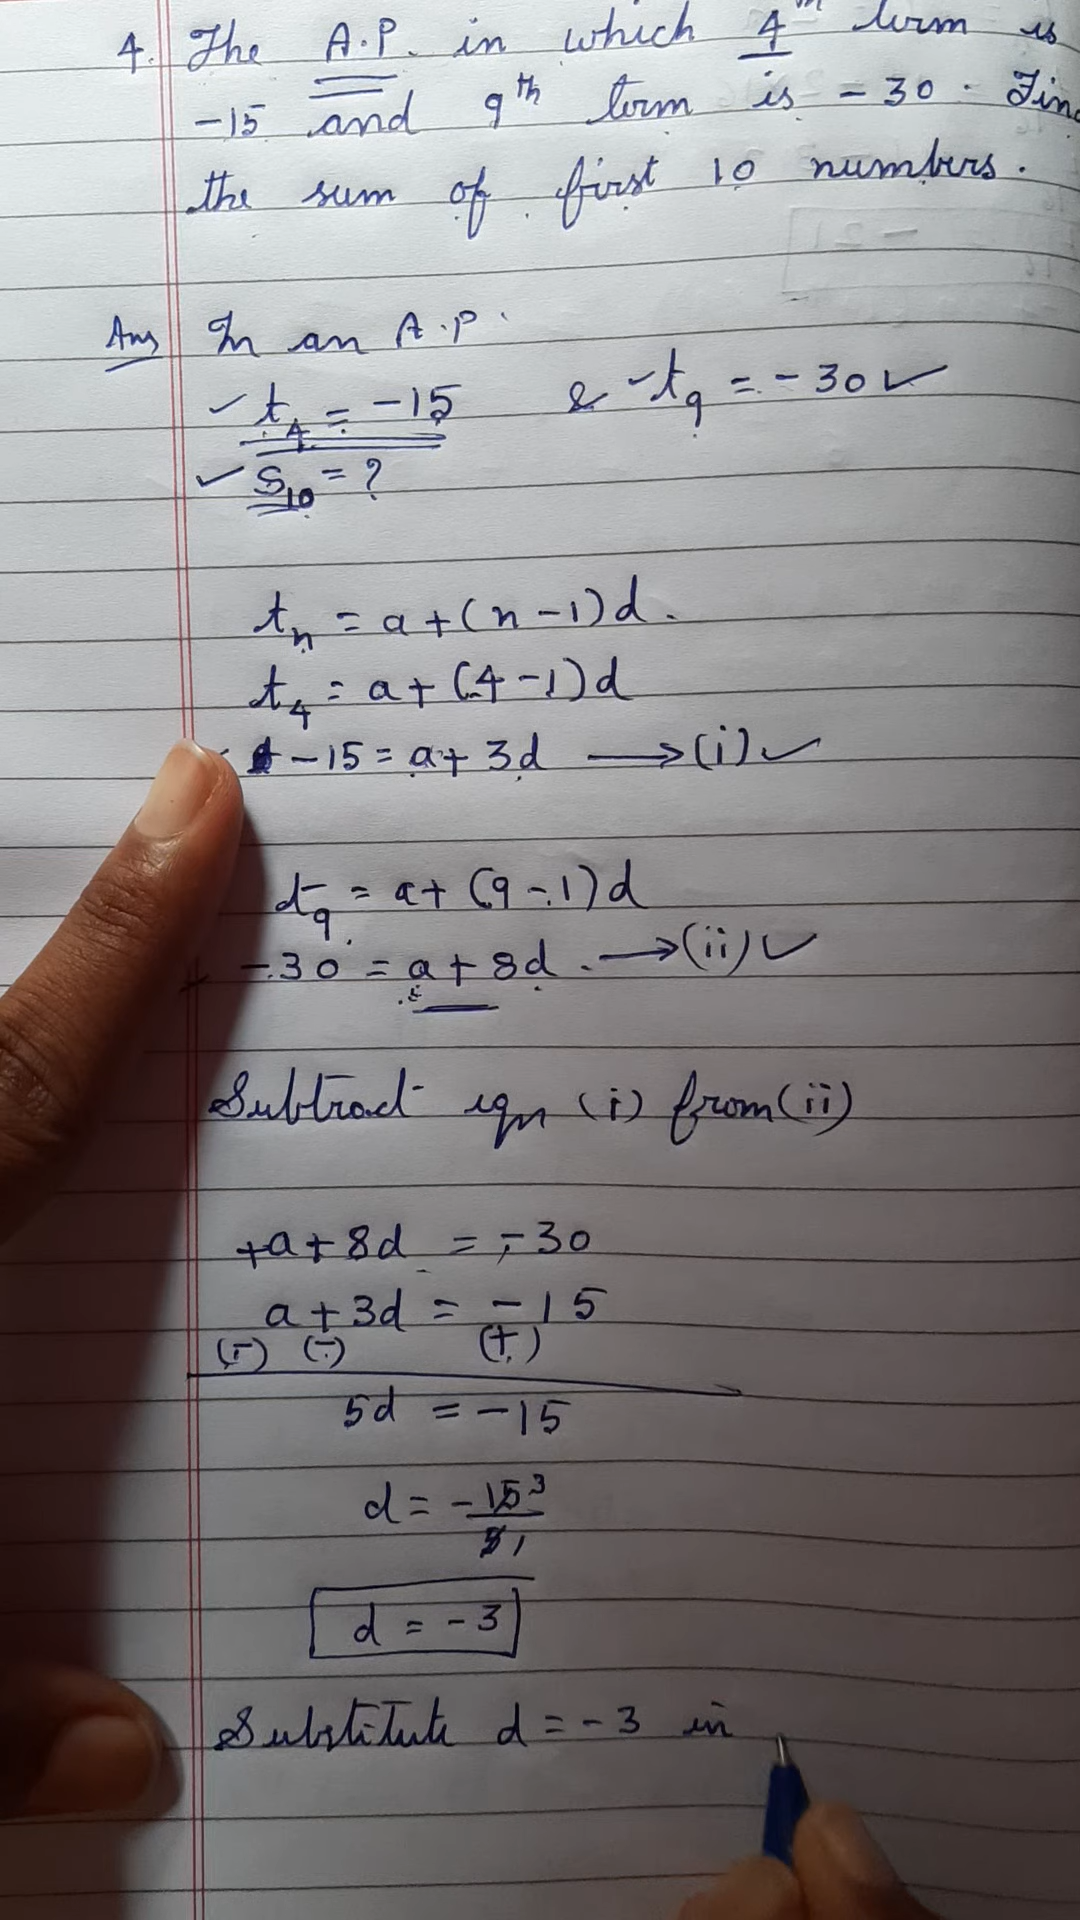 4. The A.P. in which 4th term is
-15 and 9th term is -30. Find
the sum of first 10 numbers.
Ans In an A.P.
✓ t4 = -15 & ✓ t9 = -30 ✓
✓ S10 = ?
tn = a+(n-1)d.
t4 = a+(4-1)d
-15 = a+ 3d ⟶(i) ✓
t9 = a+ (9-1)d
-30 = a+ 8d. ⟶(ii) ✓
Subtract eqn (i) from (ii)
+a+8d = -30
a+3d = -15
(-) (-) (+)
5d = -15
d = -15 3
5 1
d = -3
Substitute d = -3 in